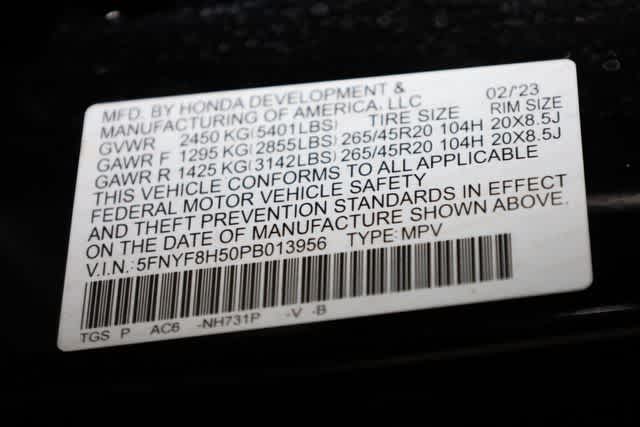 MFD. BY HONDA DEVELOPMENT & 02/'23
MANUFACTURING OF AMERICA, LLC
GVWR 2450 KG(5401LBS) TIRE SIZE RIM SIZE
GAWR F 1295 KG(2855LBS) 265/45R20 104H 20X8.5J
GAWR R 1425 KG(3142LBS) 265/45R20 104H 20X8.5J
THIS VEHICLE CONFORMS TO ALL APPLICABLE
FEDERAL MOTOR VEHICLE SAFETY
AND THEFT PREVENTION STANDARDS IN EFFECT
ON THE DATE OF MANUFACTURE SHOWN ABOVE.
V.I.N.: 5FNYF8H50PB013956 TYPE: MPV
TGS P AC6 -NH731P -V -B